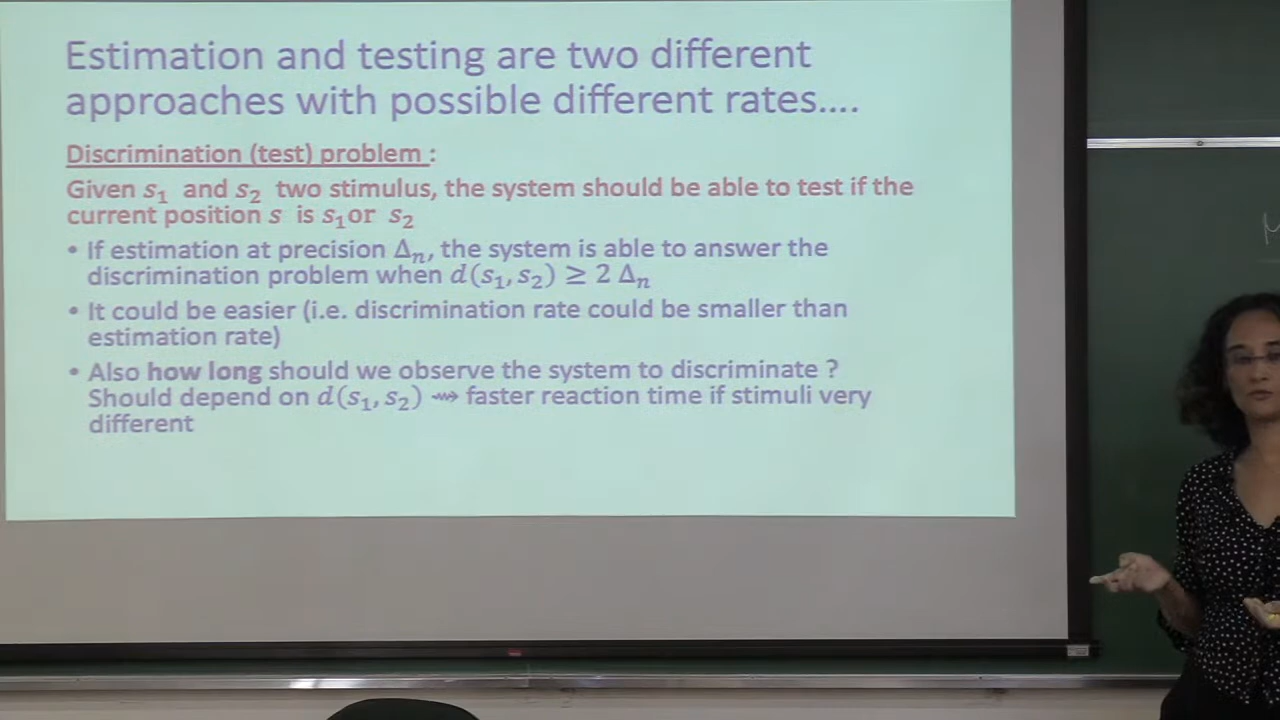 Estimation and testing are two different
approaches with possible different rates....
Discrimination (test) problem :
Given s₁ and s₂ two stimulus, the system should be able to test if the
current position s is s₁or s₂
• If estimation at precision Δₙ, the system is able to answer the
discrimination problem when d(s₁, s₂) ≥ 2 Δₙ
• It could be easier (i.e. discrimination rate could be smaller than
estimation rate)
• Also how long should we observe the system to discriminate ?
Should depend on d(s₁, s₂) ⇝ faster reaction time if stimuli very
different